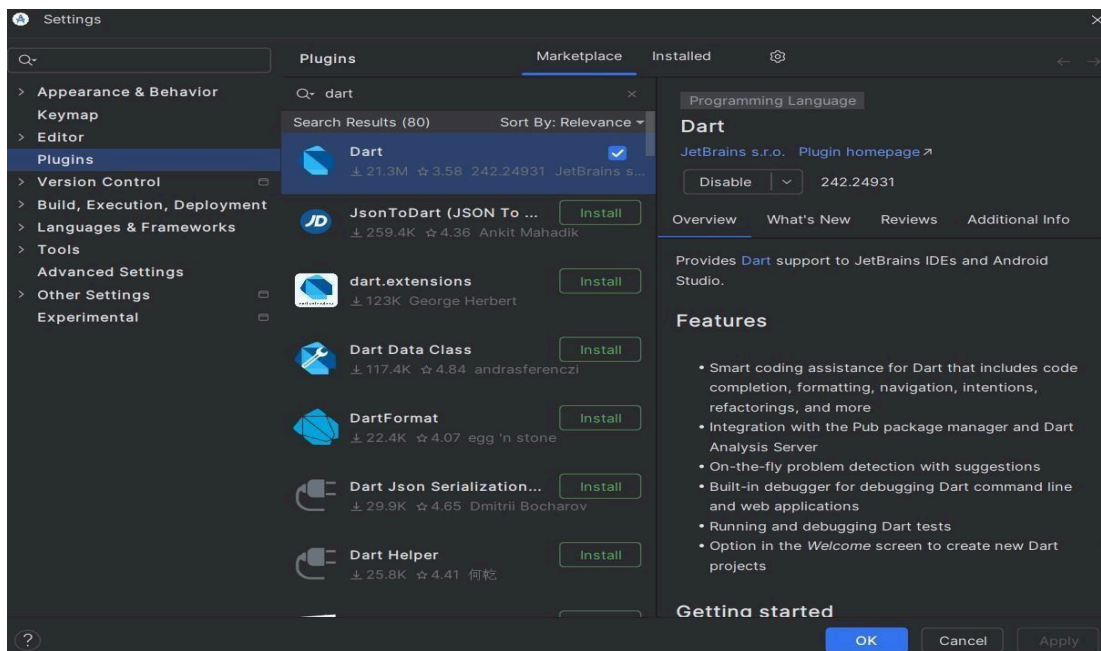 Settings
Appearance & Behavior
Keymap
Editor
Plugins
Version Control
Build, Execution, Deployment
Languages & Frameworks
Tools
Advanced Settings
Other Settings
Experimental
Plugins
Marketplace
Installed
dart
Search Results (80)
Sort By: Relevance
Dart
21.3M 3.58 242.24931 JetBrains s...
JsonToDart (JSON To ...
Install
JD
259.4K 4.36 Ankit Mahadik
dart.extensions
Install
123K George Herbert
Dart Data Class
Install
117.4K 4.84 andrasferenczi
DartFormat
Install
22.4K 4.07 egg 'n stone
Dart Json Serialization...
Install
29.9K 4.65 Dmitrii Bocharov
Dart Helper
Install
25.8K 4.41 何乾
Programming Language
Dart
JetBrains s.r.o. Plugin homepage
Disable
242.24931
Overview
What's New
Reviews
Additional Info
Provides Dart support to JetBrains IDEs and Android
Studio.
Features
• Smart coding assistance for Dart that includes code
completion, formatting, navigation, intentions,
refactorings, and more
• Integration with the Pub package manager and Dart
Analysis Server
• On-the-fly problem detection with suggestions
• Built-in debugger for debugging Dart command line
and web applications
• Running and debugging Dart tests
• Option in the Welcome screen to create new Dart
projects
Getting started
?
OK
Cancel
Apply